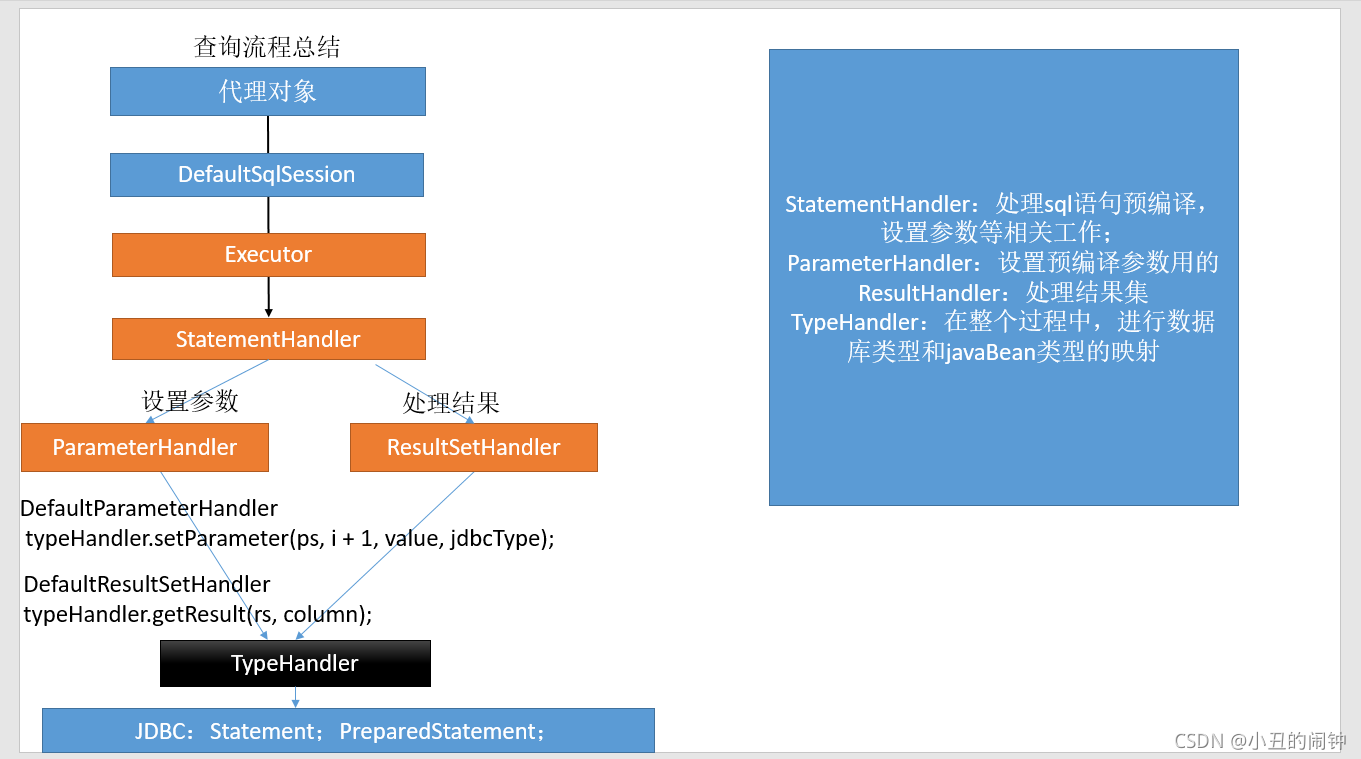 查询流程总结
代理对象
DefaultSqlSession
Executor
StatementHandler
设置参数
处理结果
ParameterHandler
ResultSetHandler
DefaultParameterHandler
typeHandler.setParameter(ps, i + 1, value, jdbcType);
DefaultResultSetHandler
typeHandler.getResult(rs, column);
TypeHandler
JDBC：Statement；PreparedStatement；
StatementHandler：处理sql语句预编译，
设置参数等相关工作；
ParameterHandler：设置预编译参数用的
ResultHandler：处理结果集
TypeHandler：在整个过程中，进行数据
库类型和javaBean类型的映射
CSDN @小丑的闹钟